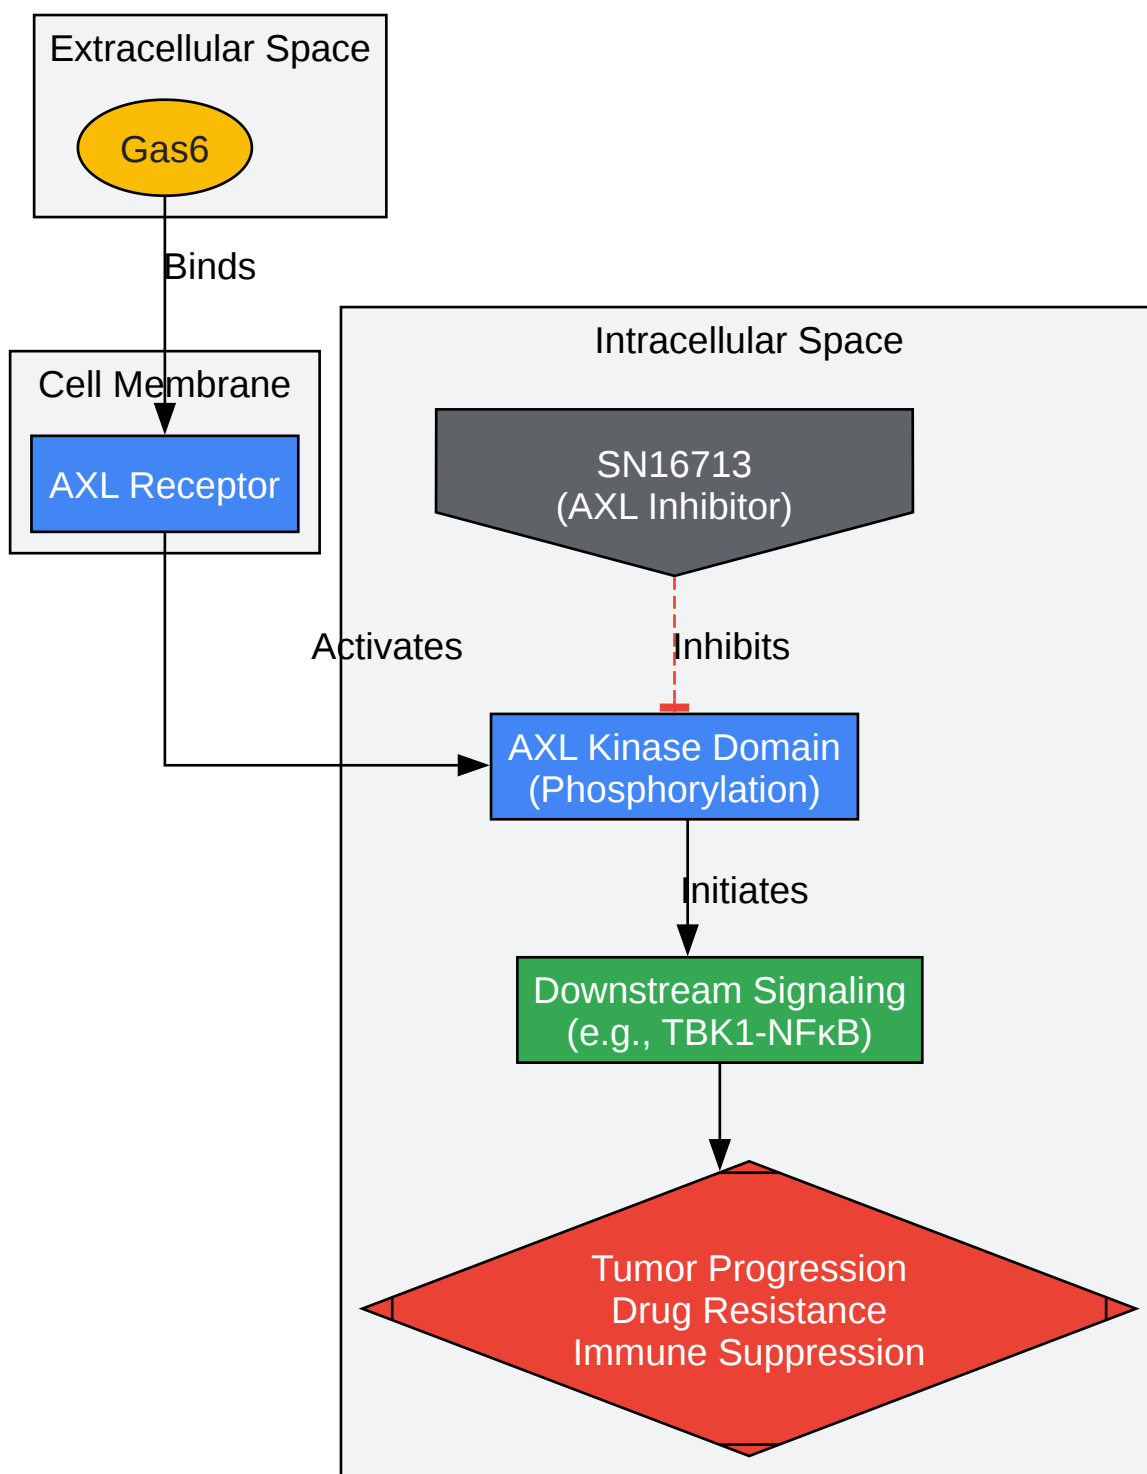 Extracellular Space
Gas6
Binds
Intracellular Space
Cell Membrane
AXL Receptor
SN16713
(AXL Inhibitor)
Activates
Inhibits
AXL Kinase Domain
(Phosphorylation)
Initiates
Downstream Signaling
(e.g., TBK1-NFκB)
Tumor Progression
Drug Resistance
Immune Suppression